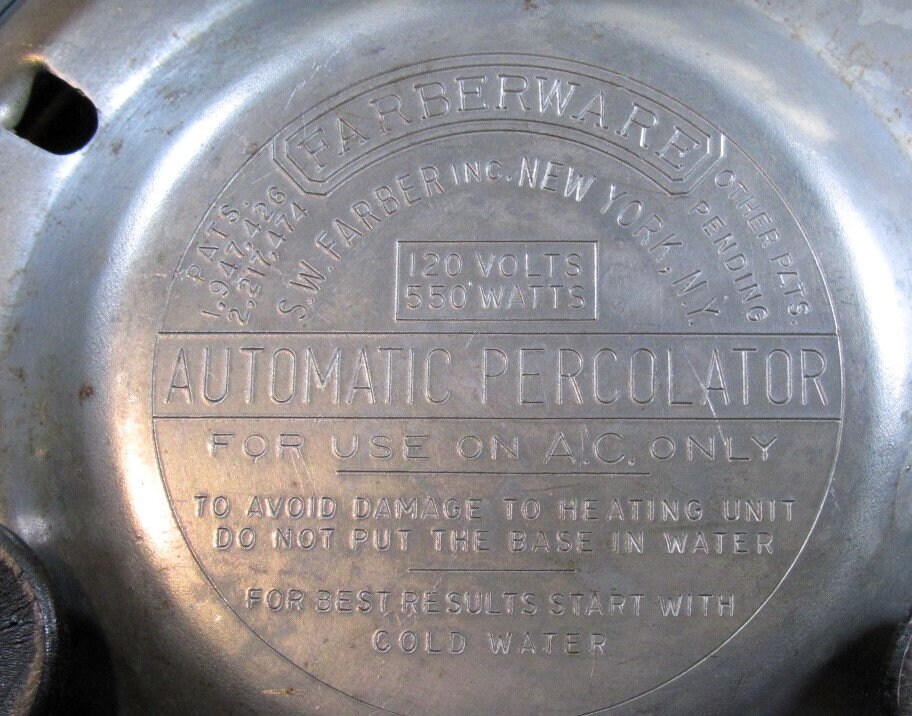 FARBERWARE
S.W. FARBER INC. NEW YORK, N.Y.
PATS.
1,947,426
2,217,474
OTHER PATS.
PENDING
120 VOLTS
550 WATTS
AUTOMATIC PERCOLATOR
FOR USE ON A.C. ONLY
TO AVOID DAMAGE TO HEATING UNIT
DO NOT PUT THE BASE IN WATER
FOR BEST RESULTS START WITH
COLD WATER